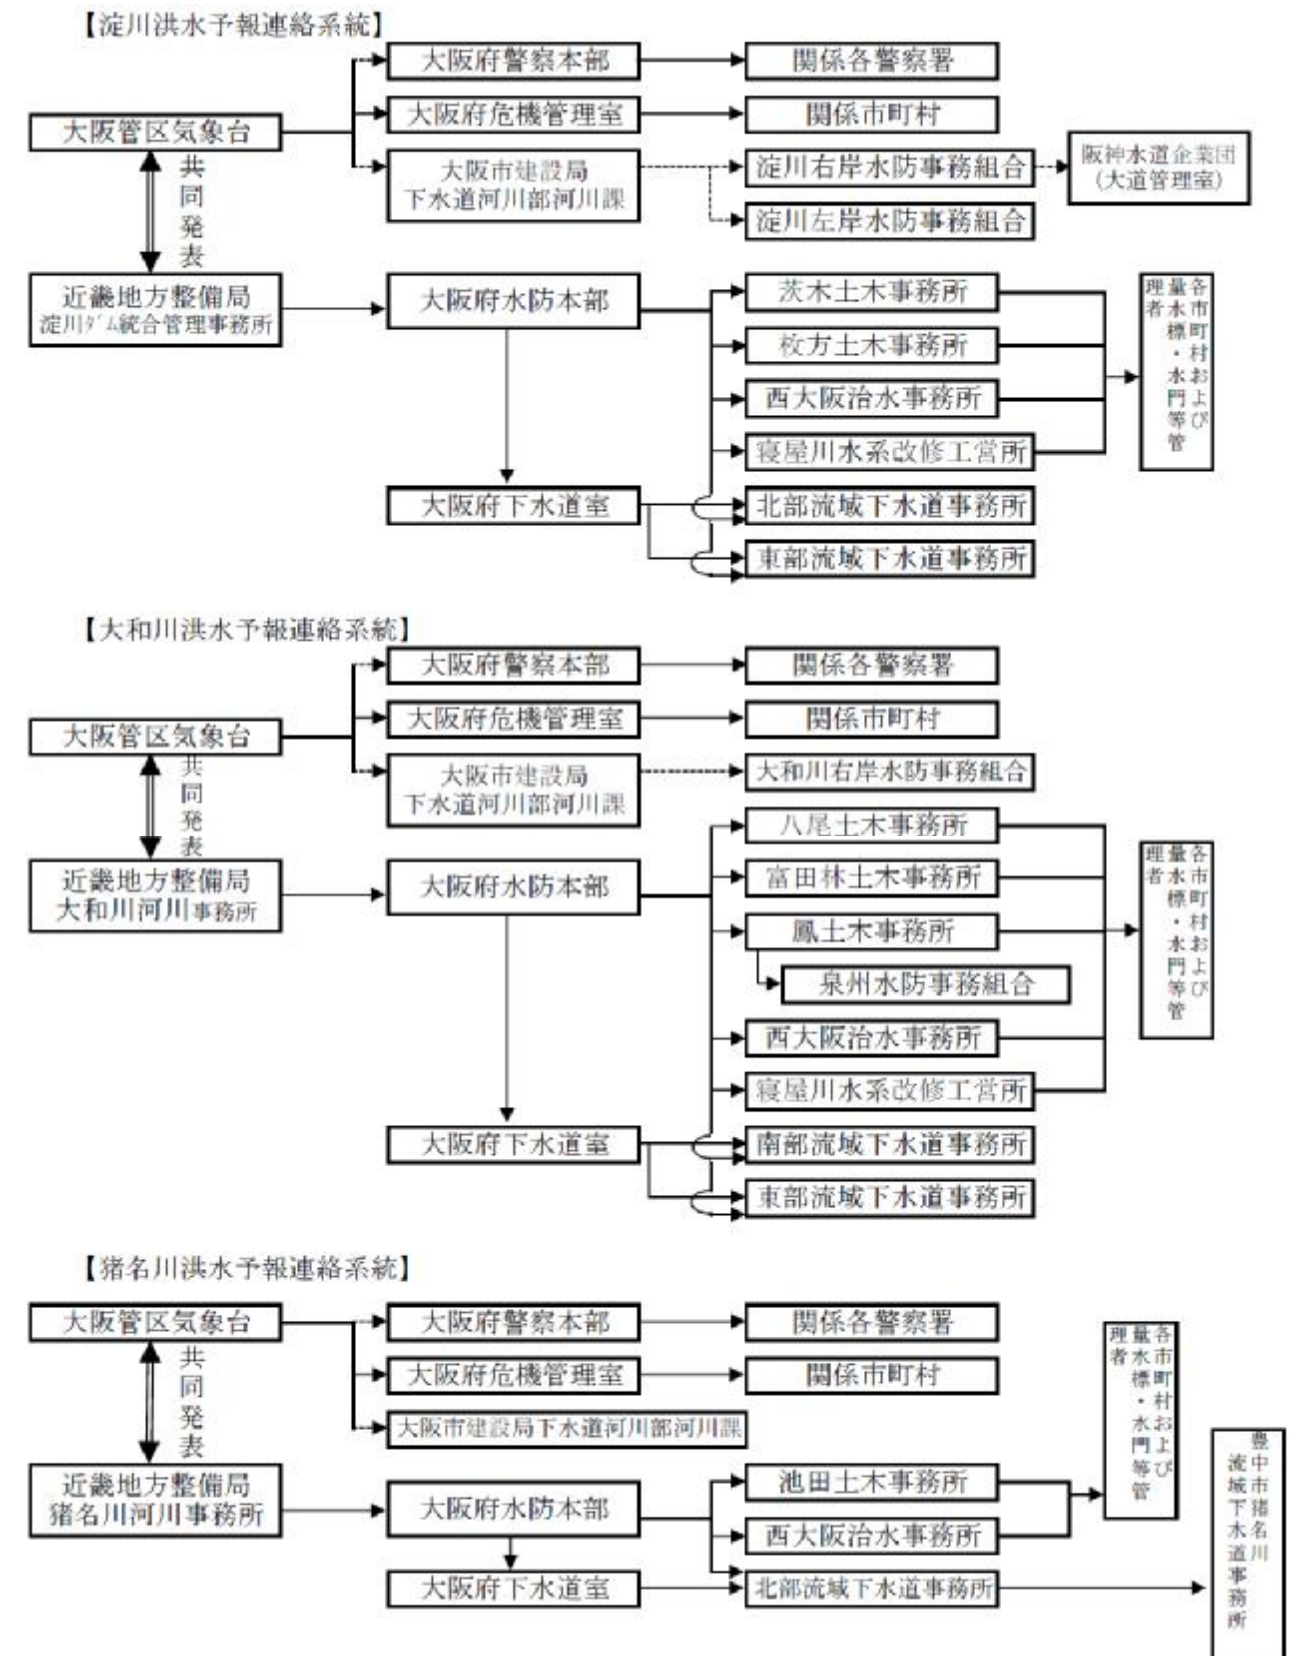 【淀川洪水予報連絡系統】
大阪府警察本部
関係各警察署
大阪府危機管理室
関係市町村
大阪管区気象台
大阪市建設局
下水道河川部河川課
淀川右岸水防事務組合
阪神水道企業団
(大道管理室)
淀川左岸水防事務組合
共同発表
近畿地方整備局
淀川ダム統合管理事務所
大阪府水防本部
茨木土木事務所
枚方土木事務所
西大阪治水事務所
寝屋川水系改修工営所
各市町村および
量水標・水門等管
理者
大阪府下水道室
北部流域下水道事務所
東部流域下水道事務所
【大和川洪水予報連絡系統】
大阪府警察本部
関係各警察署
大阪府危機管理室
関係市町村
大阪管区気象台
大阪市建設局
下水道河川部河川課
大和川右岸水防事務組合
共同発表
近畿地方整備局
大和川河川事務所
大阪府水防本部
八尾土木事務所
富田林土木事務所
鳳土木事務所
泉州水防事務組合
西大阪治水事務所
寝屋川水系改修工営所
各市町村および
量水標・水門等管
理者
大阪府下水道室
南部流域下水道事務所
東部流域下水道事務所
【猪名川洪水予報連絡系統】
大阪管区気象台
大阪府警察本部
関係各警察署
大阪府危機管理室
関係市町村
大阪市建設局下水道河川部河川課
共同発表
近畿地方整備局
猪名川河川事務所
大阪府水防本部
池田土木事務所
西大阪治水事務所
各市町村および
量水標・水門等管
理者
大阪府下水道室
北部流域下水道事務所
豊中市猪名川
流域下水道事務所